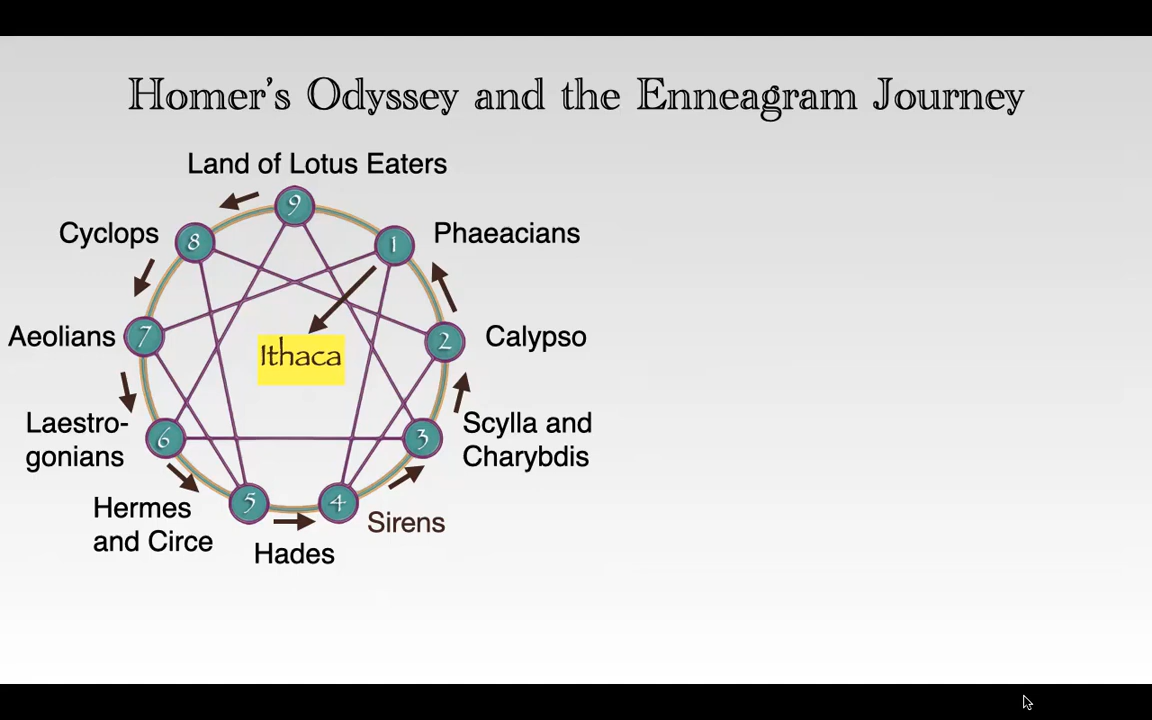 Homer's Odyssey and the Enneagram Journey
Land of Lotus Eaters
9
Cyclops
8
1
Phaeacians
Aeolians
7
Ithaca
2
Calypso
Laestro-
gonians
6
3
Scylla and
Charybdis
Hermes
and Circe
5
4
Sirens
Hades